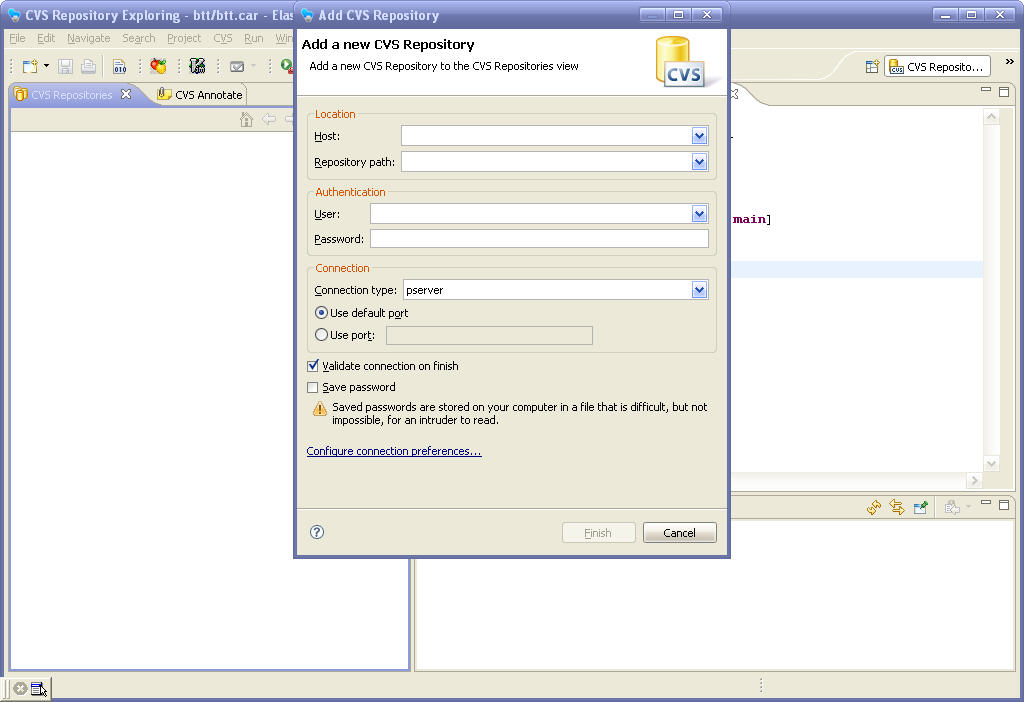 CVS Repository Exploring - btt/btt.car - Elas
Add CVS Repository
File Edit Navigate Search Project CVS Run Win
Add a new CVS Repository
Add a new CVS Repository to the CVS Repositories view
CVS
010
CVS Reposito...
»
CVS Repositories
CVS Annotate
Location
Host:
Repository path:
Authentication
User:
Password:
main]
Connection
Connection type: pserver
Use default port
Use port:
Validate connection on finish
Save password
Saved passwords are stored on your computer in a file that is difficult, but not
impossible, for an intruder to read.
Configure connection preferences...
Finish
Cancel